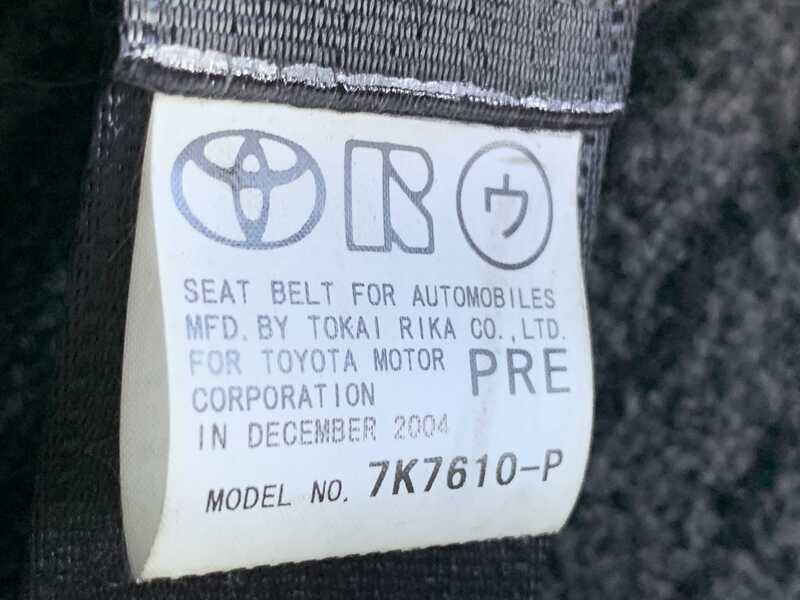 R ウ
SEAT BELT FOR AUTOMOBILES
MFD. BY TOKAI RIKA CO., LTD.
FOR TOYOTA MOTOR PRE
CORPORATION
IN DECEMBER 2004
MODEL NO. 7K7610-P